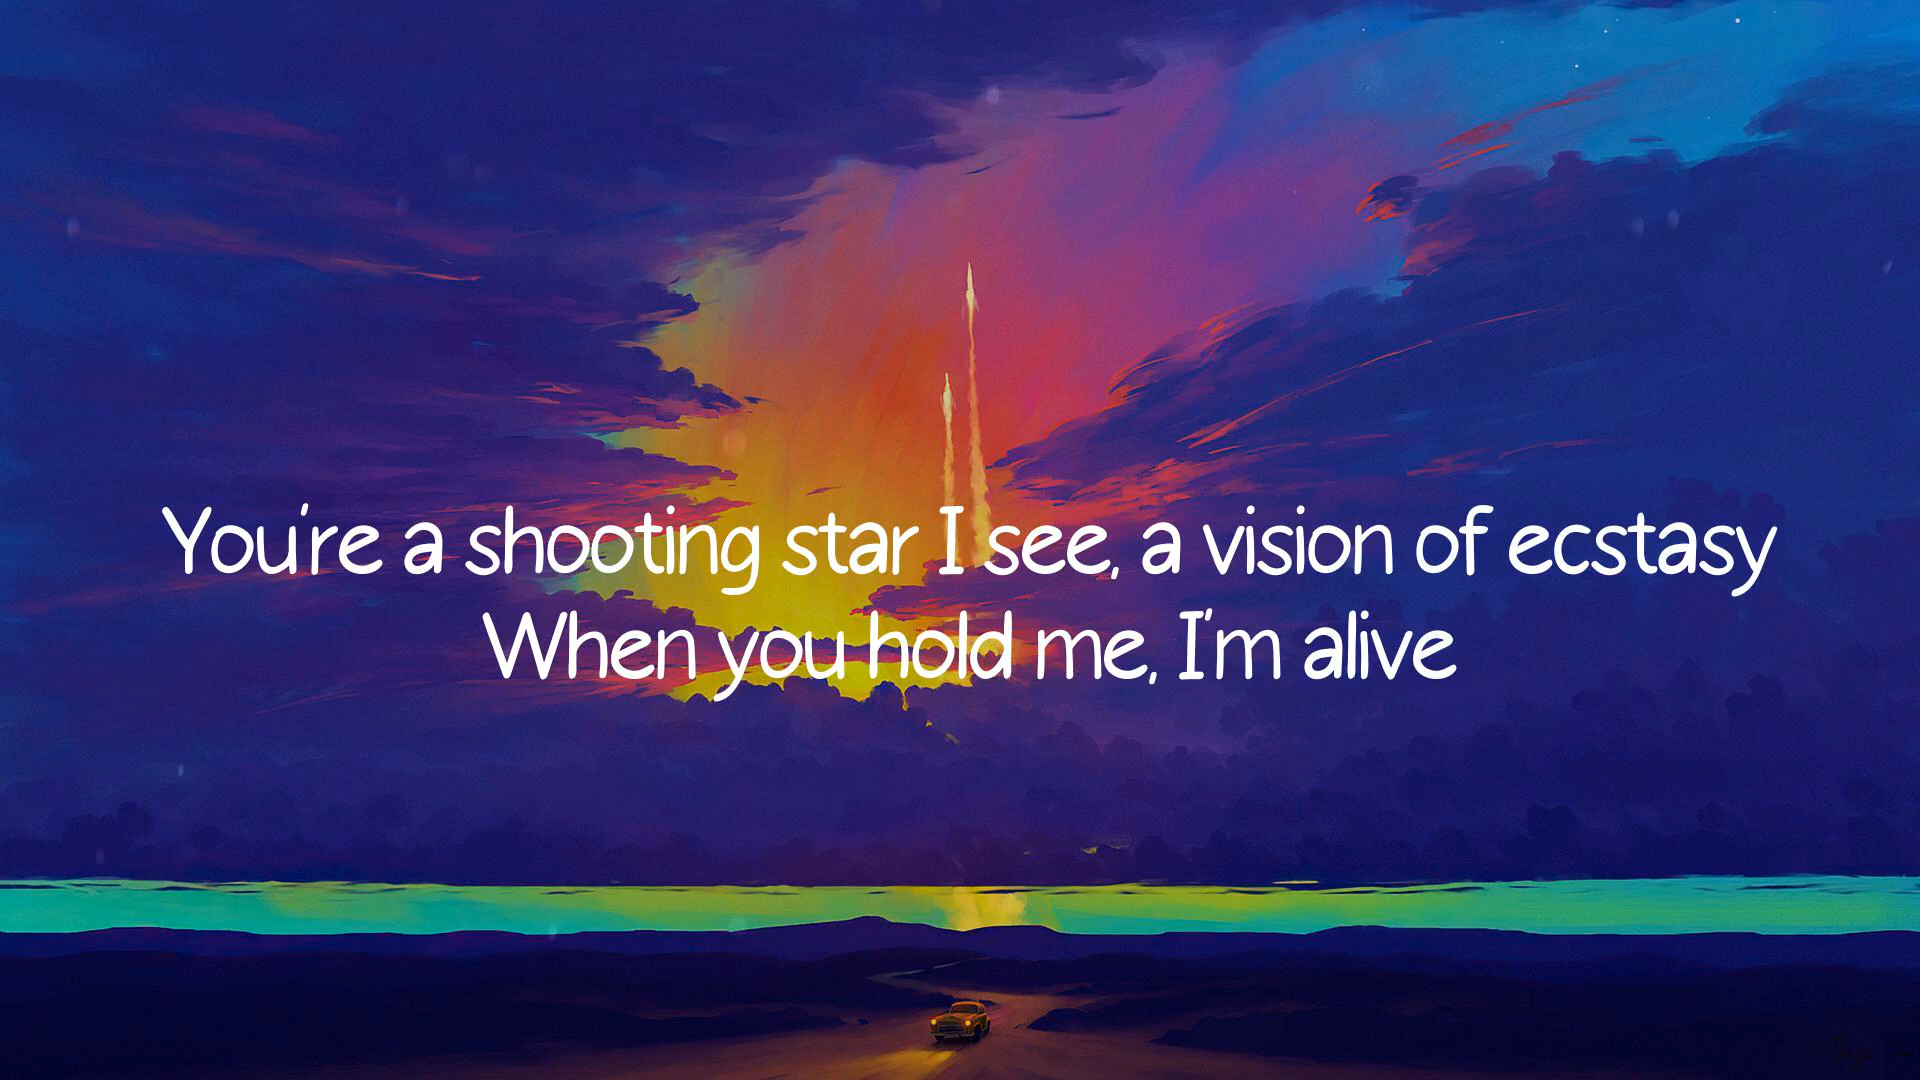 You're a shooting star I see, a vision of ecstasy
When you hold me, I'm alive